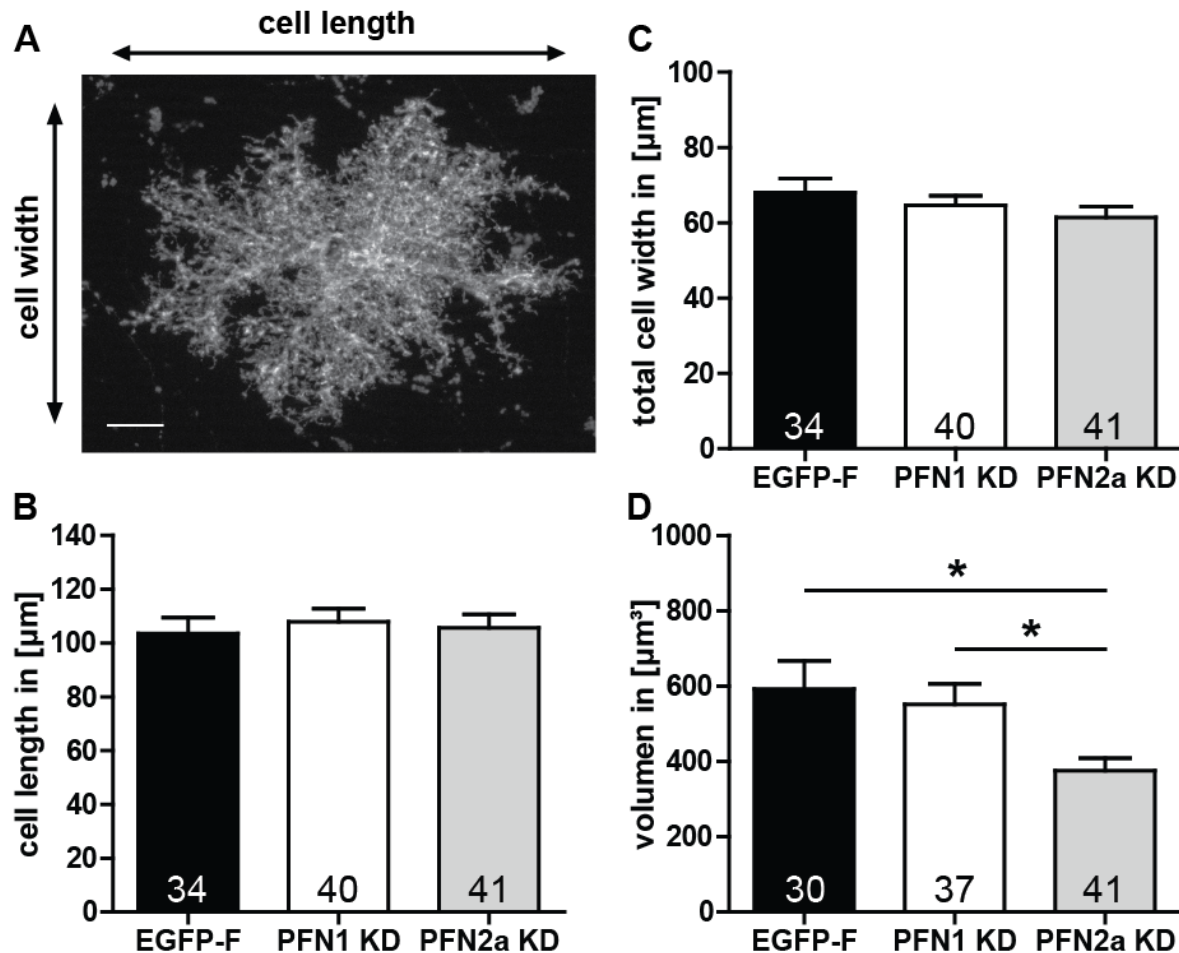 A
cell length
cell width
B
cell length in [µm]
140
120
100
80
60
40
20
0
34
40
41
EGFP-F
PFN1 KD
PFN2a KD
C
total cell width in [µm]
100
80
60
40
20
0
34
40
41
EGFP-F
PFN1 KD
PFN2a KD
D
volumen in [µm³]
1000
800
600
400
200
0
*
*
30
37
41
EGFP-F
PFN1 KD
PFN2a KD